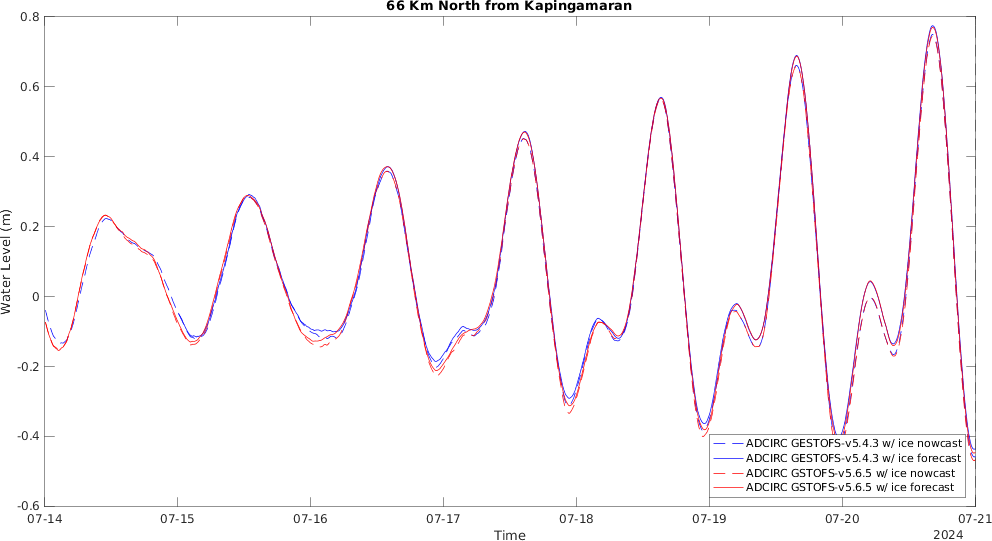 66 Km North from Kapingamaran
Water Level (m)
0.8
0.6
0.4
0.2
0
-0.2
-0.4
-0.6
07-14
07-15
07-16
07-17
07-18
07-19
07-20
07-21
Time
2024
ADCIRC GESTOFS-v5.4.3 w/ ice nowcast
ADCIRC GESTOFS-v5.4.3 w/ ice forecast
ADCIRC GSTOFS-v5.6.5 w/ ice nowcast
ADCIRC GSTOFS-v5.6.5 w/ ice forecast